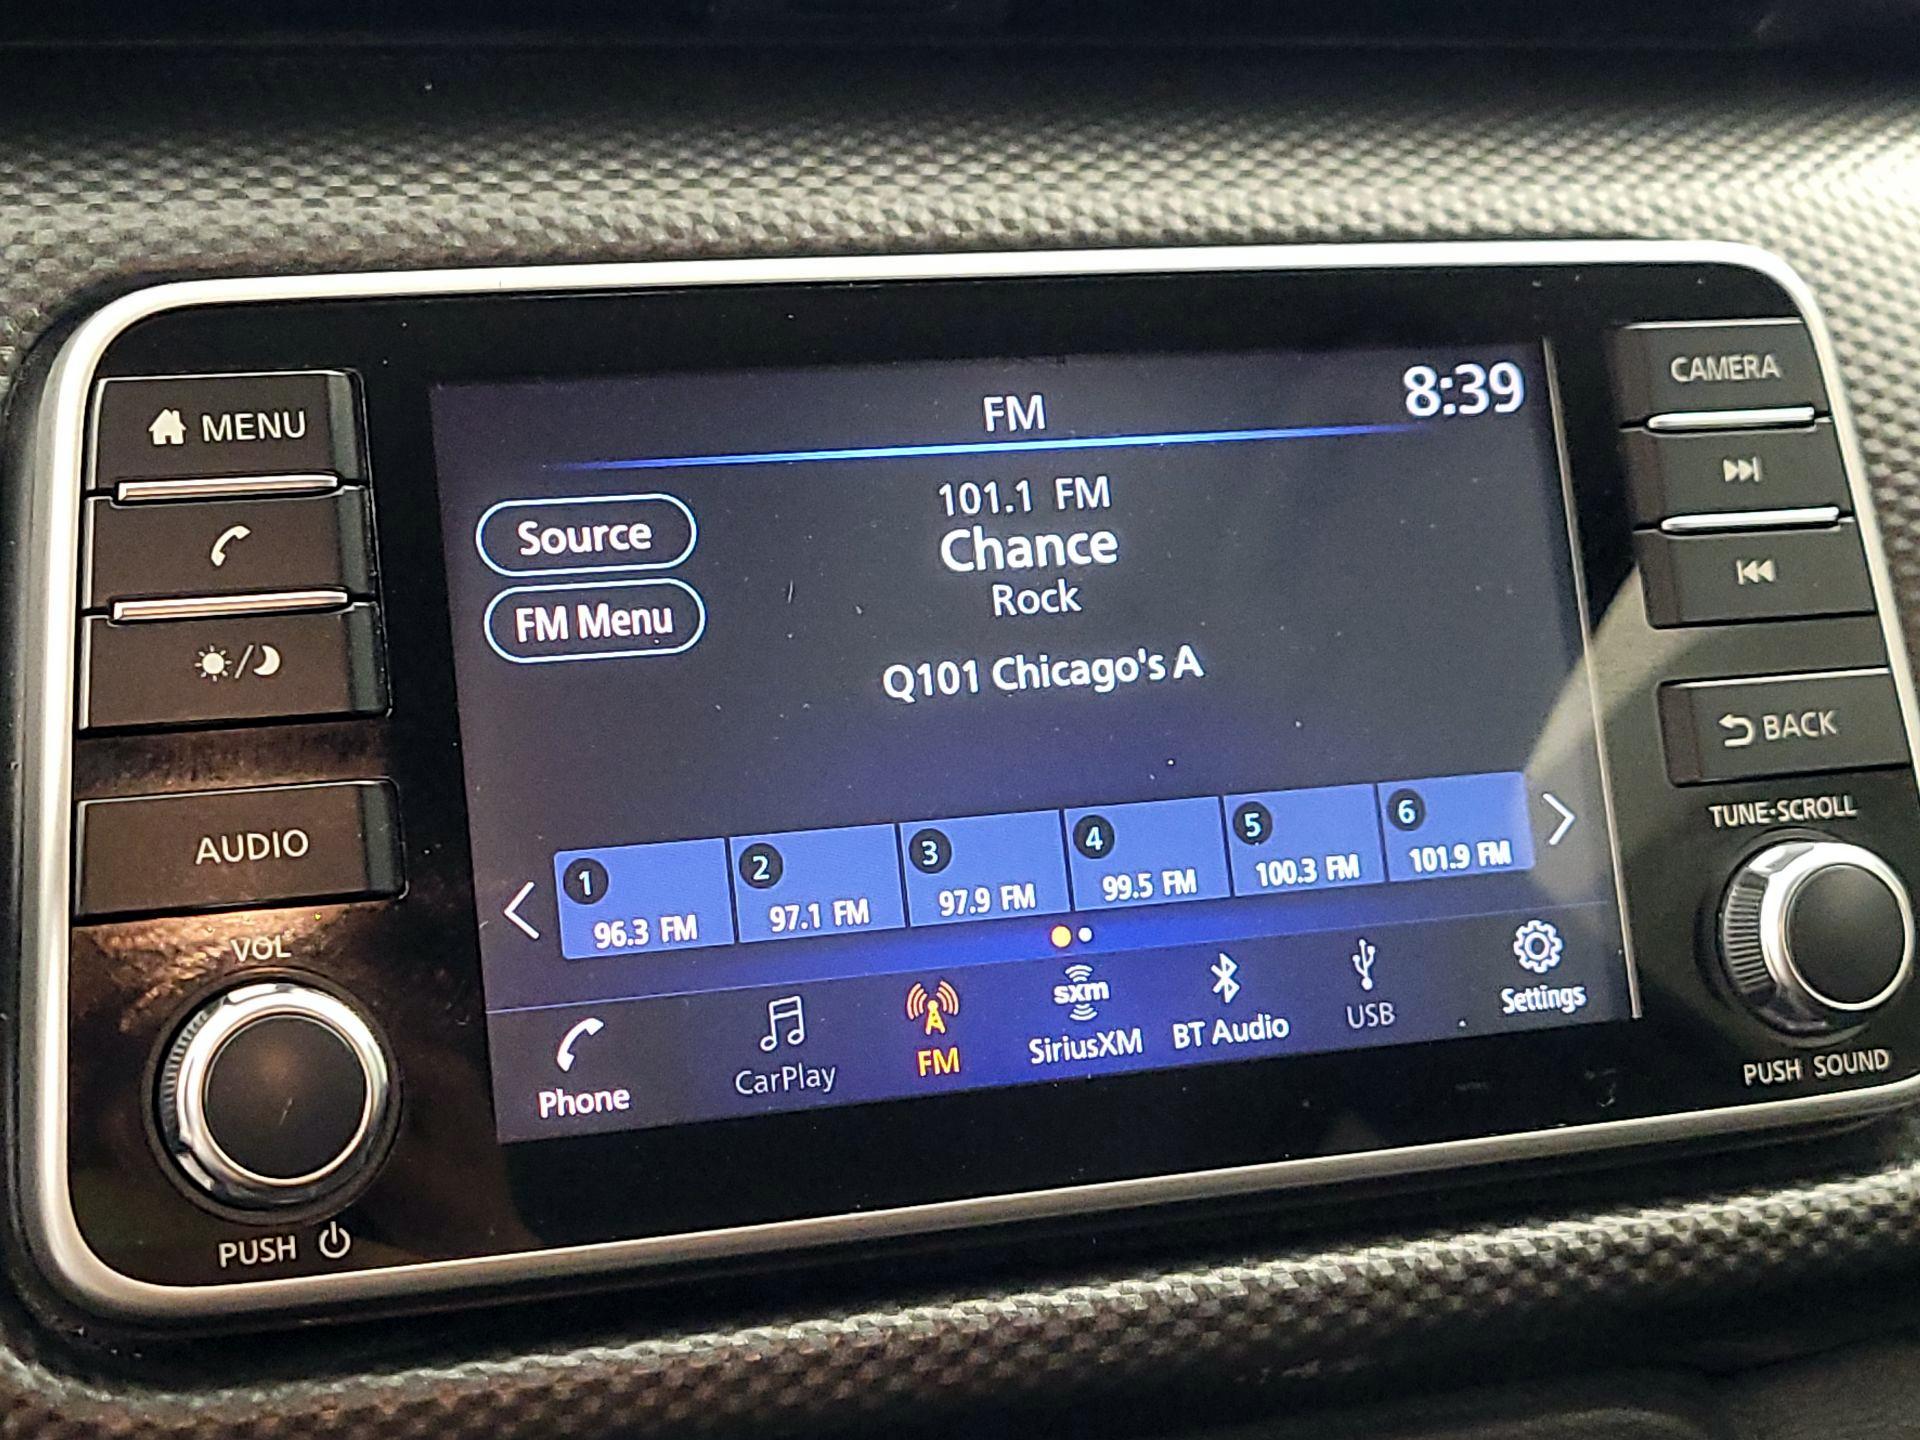 MENU
AUDIO
VOL
PUSH
FM
8:39
Source
FM Menu
101.1 FM
Chance
Rock
Q101 Chicago's A
1
96.3 FM
2
97.1 FM
3
97.9 FM
4
99.5 FM
5
100.3 FM
6
101.9 FM
Phone
CarPlay
FM
sxm
SiriusXM
BT Audio
USB
Settings
CAMERA
BACK
TUNE•SCROLL
PUSH SOUND